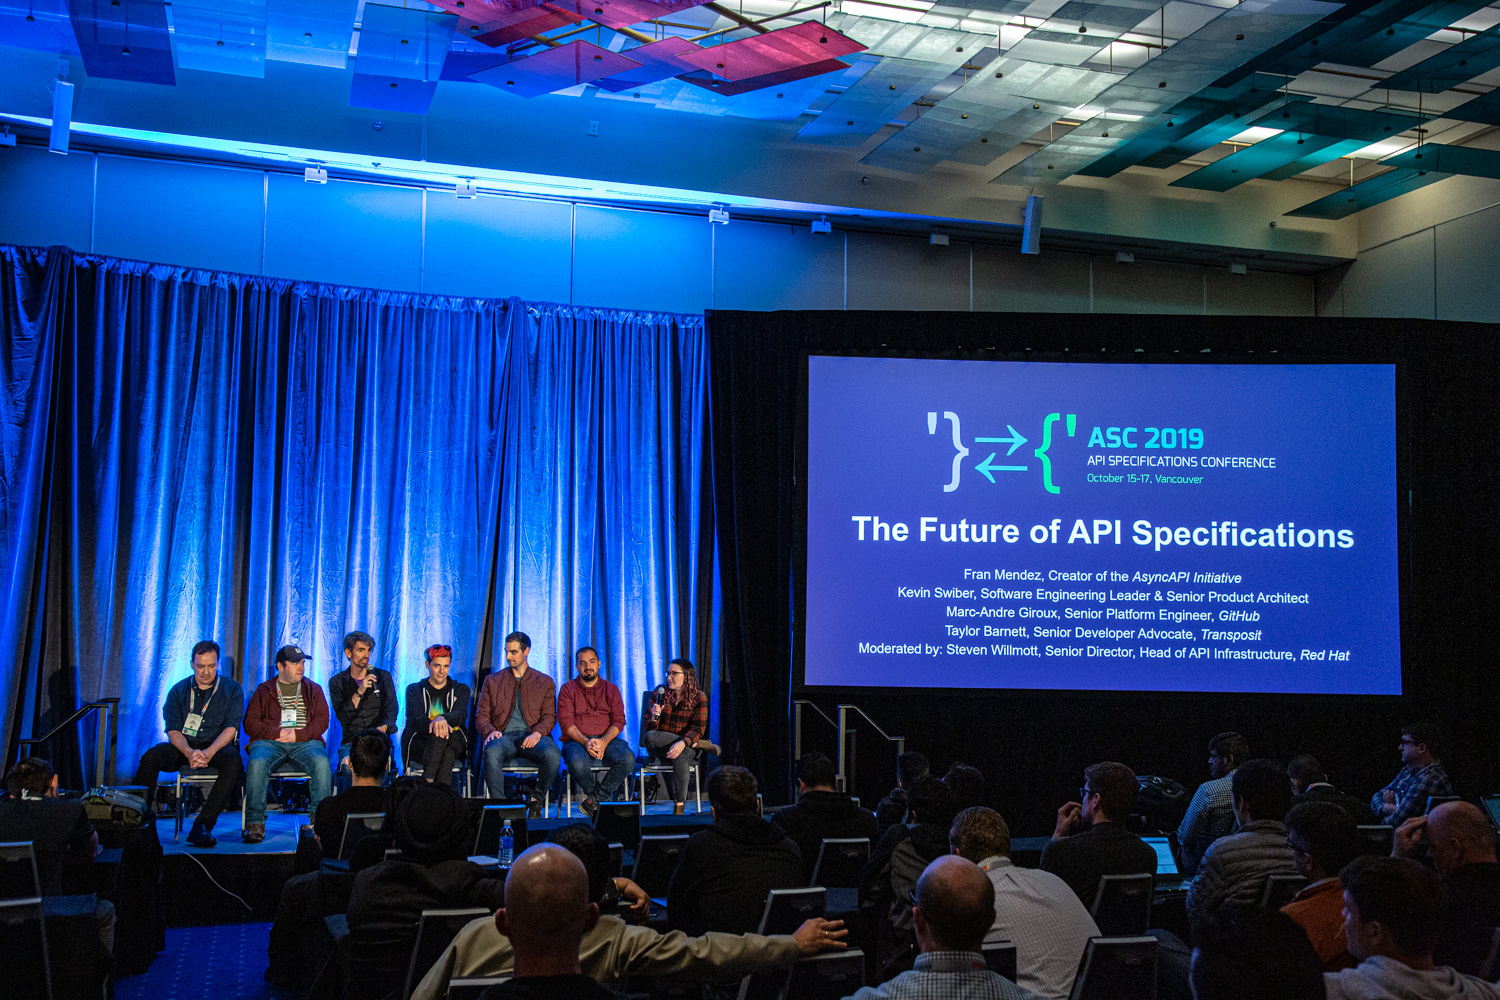 '}⇄{' ASC 2019
API SPECIFICATIONS CONFERENCE
October 15-17, Vancouver
The Future of API Specifications
Fran Mendez, Creator of the AsyncAPI Initiative
Kevin Swiber, Software Engineering Leader & Senior Product Architect
Marc-Andre Giroux, Senior Platform Engineer, GitHub
Taylor Barnett, Senior Developer Advocate, Transposit
Moderated by: Steven Willmott, Senior Director, Head of API Infrastructure, Red Hat